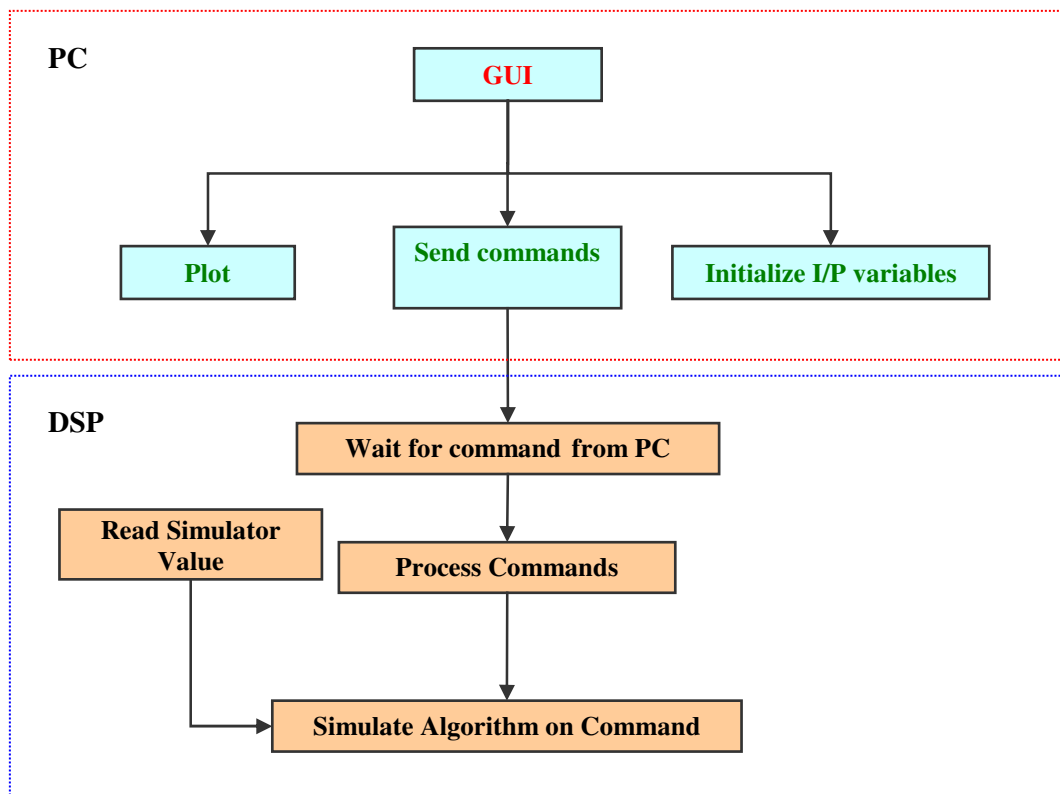 PC
GUI
Plot
Send commands
Initialize I/P variables
DSP
Wait for command from PC
Read Simulator
Value
Process Commands
Simulate Algorithm on Command